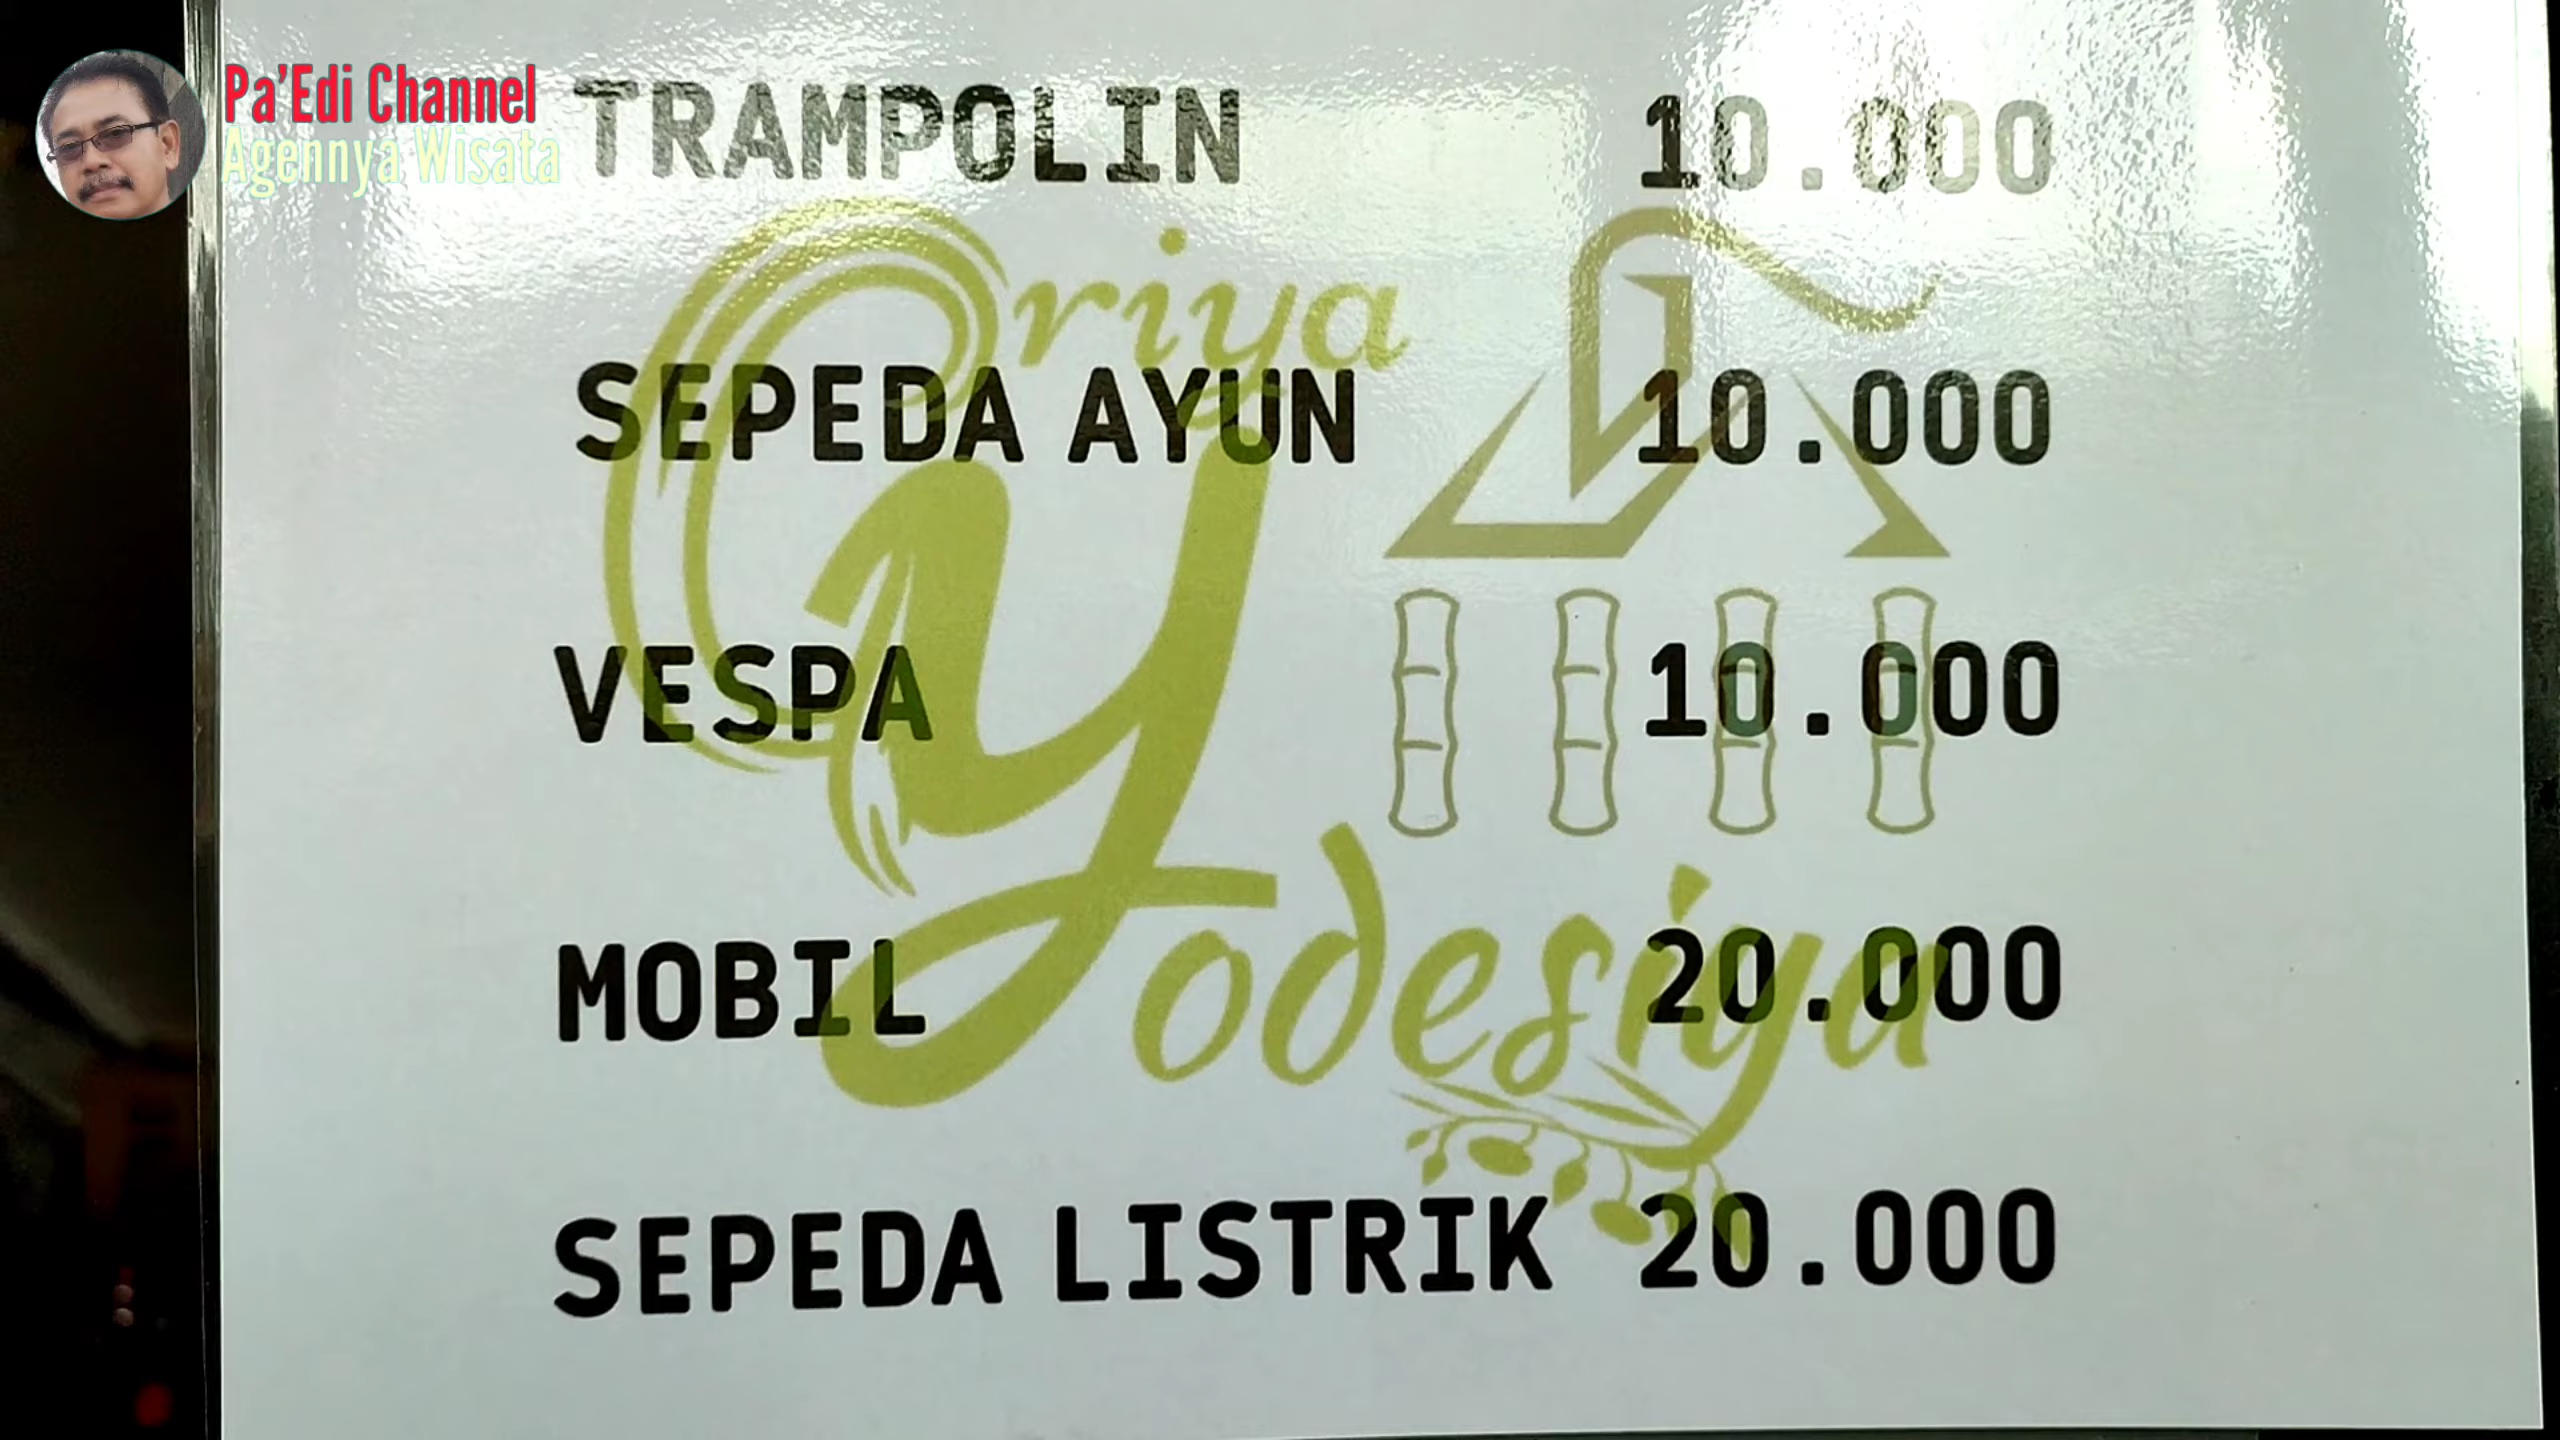 Pa'Edi Channel
Agennya Wisata
TRAMPOLIN 10.000
Griya
SEPEDA AYUN 10.000
VESPA 10.000
Yodesiya
MOBIL 20.000
SEPEDA LISTRIK 20.000